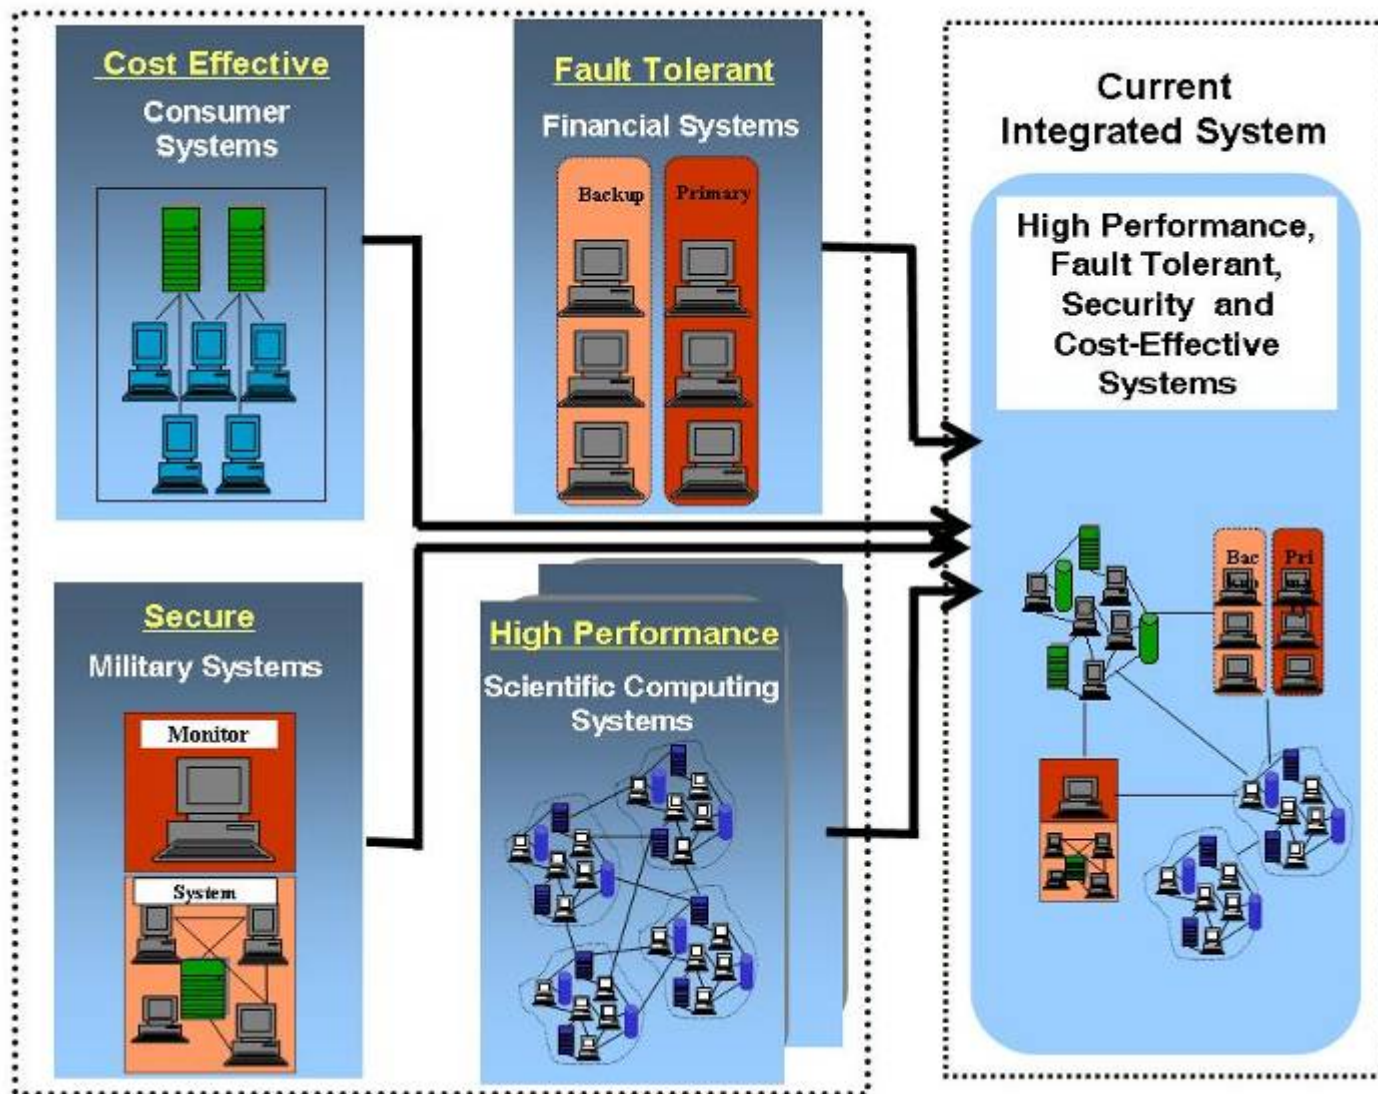 Cost Effective
Consumer
Systems
Fault Tolerant
Financial Systems
Backup
Primary
Secure
Military Systems
Monitor
System
High Performance
Scientific Computing
Systems
Current
Integrated System
High Performance,
Fault Tolerant,
Security and
Cost-Effective
Systems
Bac
Pri